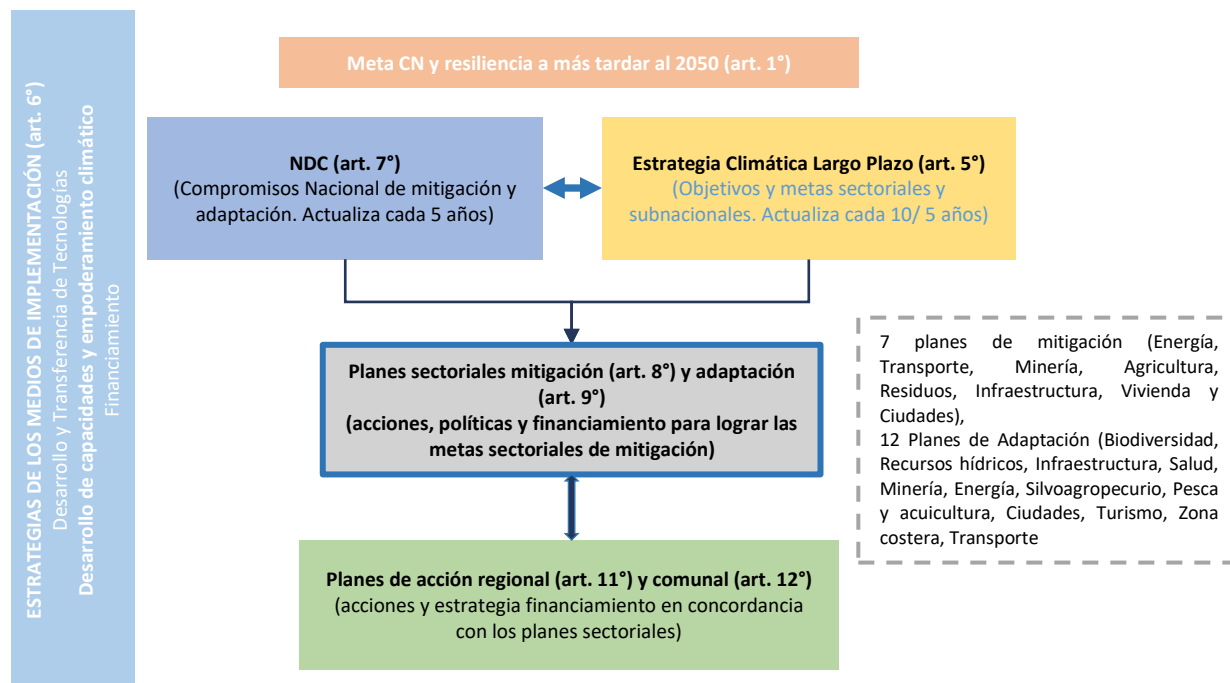 ESTRATEGIAS DE LOS MEDIOS DE IMPLEMENTACIÓN (art. 6°)
Desarrollo y Transferencia de Tecnologías
Desarrollo de capacidades y empoderamiento climático
Financiamiento
Meta CN y resiliencia a más tardar al 2050 (art. 1°)
NDC (art. 7°)
(Compromisos Nacional de mitigación y
adaptación. Actualiza cada 5 años)
Estrategia Climática Largo Plazo (art. 5°)
(Objetivos y metas sectoriales y
subnacionales. Actualiza cada 10/ 5 años)
Planes sectoriales mitigación (art. 8°) y adaptación
(art. 9°)
(acciones, políticas y financiamiento para lograr las
metas sectoriales de mitigación)
7 planes de mitigación (Energía,
Transporte, Minería, Agricultura,
Residuos, Infraestructura, Vivienda y
Ciudades),
12 Planes de Adaptación (Biodiversidad,
Recursos hídricos, Infraestructura, Salud,
Minería, Energía, Silvoagropecurio, Pesca
y acuicultura, Ciudades, Turismo, Zona
costera, Transporte
Planes de acción regional (art. 11°) y comunal (art. 12°)
(acciones y estrategia financiamiento en concordancia
con los planes sectoriales)